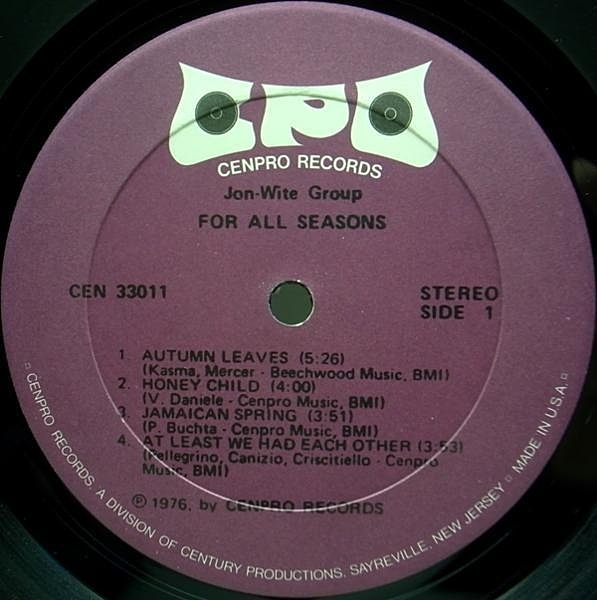 CPD
CENPRO RECORDS
Jon-Wite Group
FOR ALL SEASONS
CEN 33011
STEREO
SIDE 1
1. AUTUMN LEAVES (5:26)
(Kasma, Mercer - Beechwood Music, BMI)
2. HONEY CHILD (4:00)
(V. Daniele - Cenpro Music, BMI)
3. JAMAICAN SPRING (3:51)
(P. Buchta - Cenpro Music, BMI)
4. AT LEAST WE HAD EACH OTHER (3:53)
(Pellegrino, Canizio, Criscitiello - Cenpro
Music, BMI)
Ⓟ 1976, by CENPRO RECORDS
CENPRO RECORDS, A DIVISION OF CENTURY PRODUCTIONS. SAYREVILLE, NEW JERSEY MADE IN U.S.A.